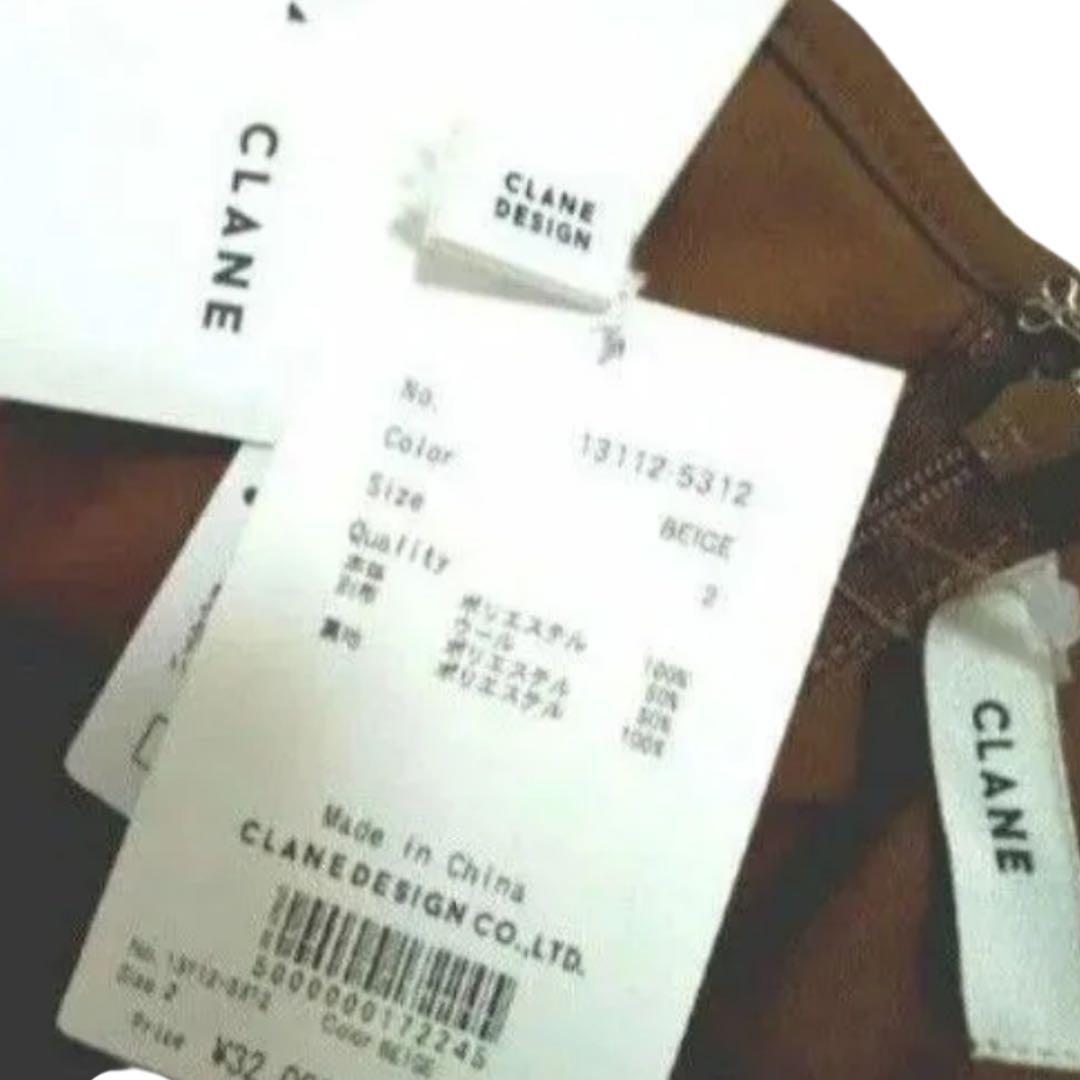 CLANE
CLANE
DESIGN
No. 13112-5312
Color BEIGE
Size 2
Quality
本体 ポリエステル 100%
別布 ウール 50%
ポリエステル 50%
裏地 ポリエステル 100%
Made in China
CLANE DESIGN CO.,LTD.
5000000172245
No. 13112-5312
Size 2 Color BEIGE
Price ¥32,
CLANE